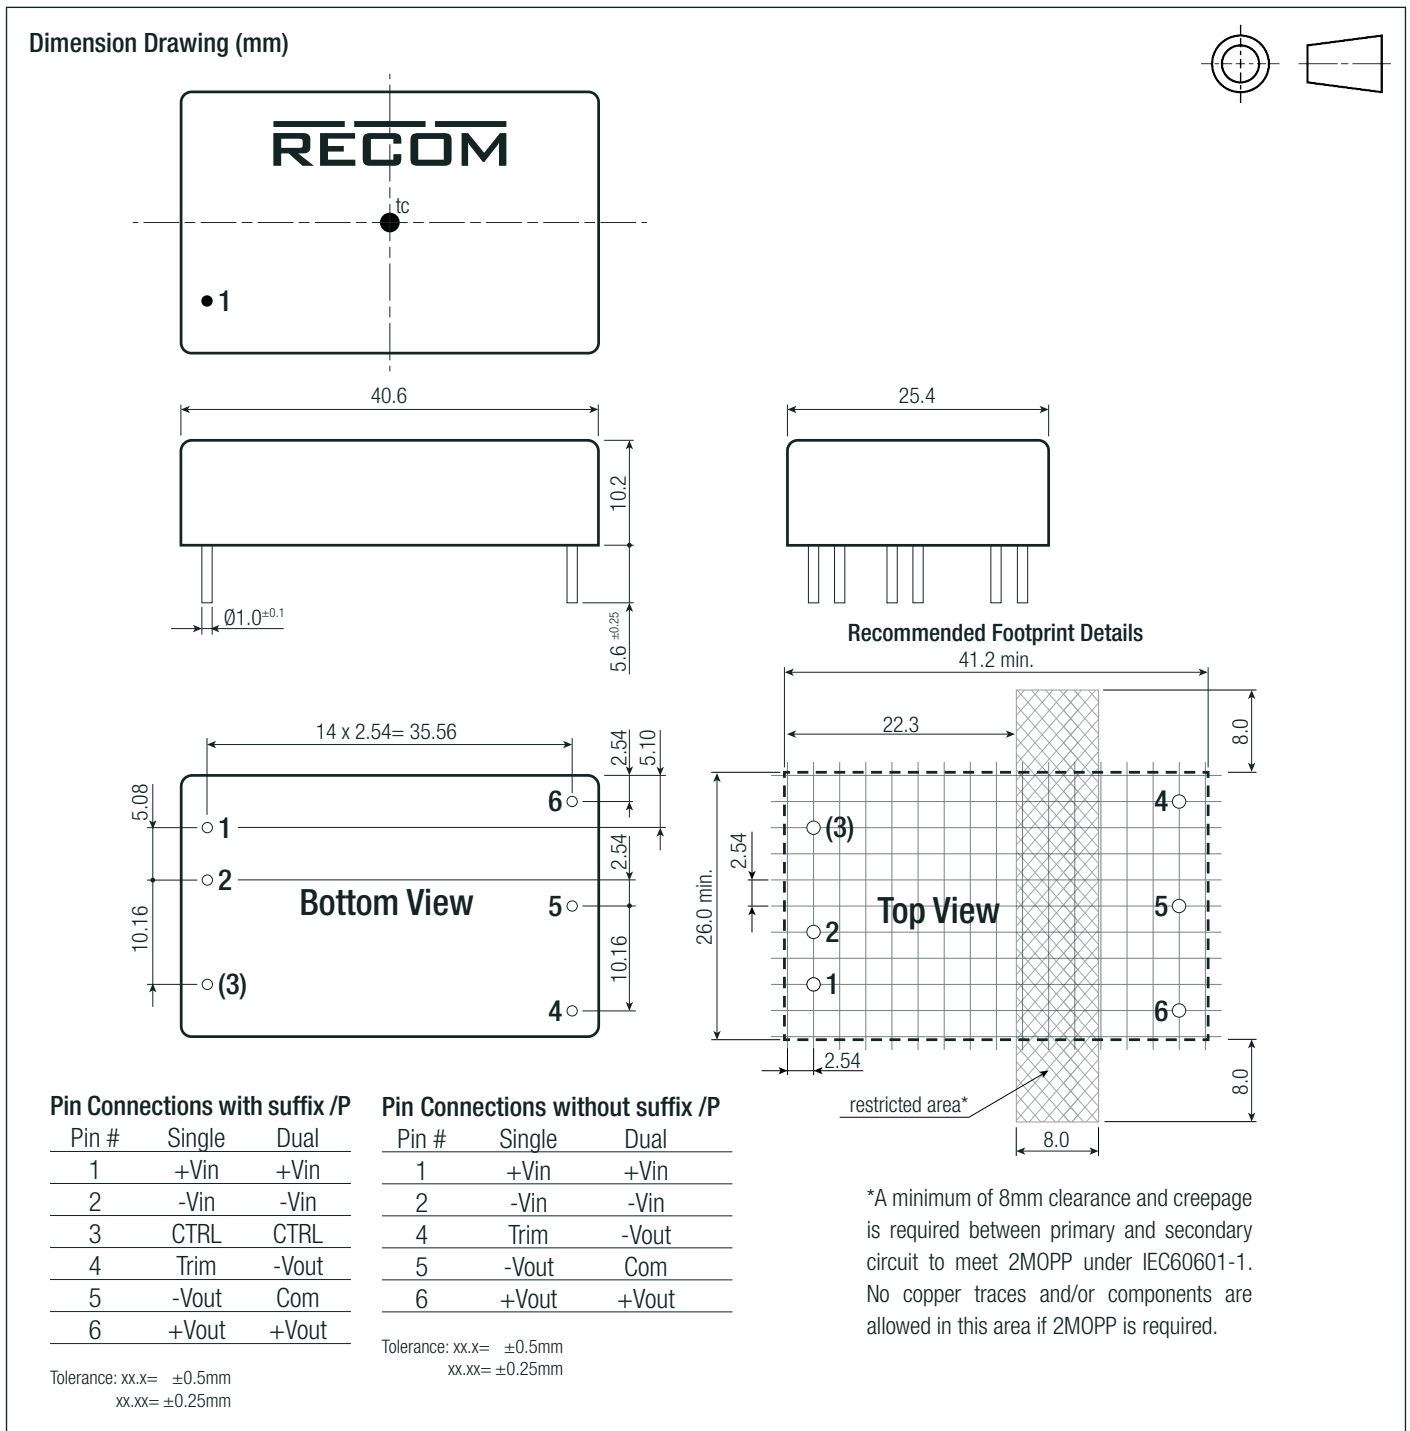 Dimension Drawing (mm)
RECOM
tc
1
40.6
25.4
10.2
Ø1.0±0.1
5.6 ±0.25
Recommended Footprint Details
41.2 min.
14 x 2.54= 35.56
2.54
5.10
22.3
8.0
5.08
6
1
2
2.54
Bottom View
5
10.16
10.16
(3)
4
4
(3)
2.54
26.0 min.
Top View
5
2
1
6
2.54
restricted area*
8.0
8.0
Pin Connections with suffix /P
Pin # Single Dual
1 +Vin +Vin
2 -Vin -Vin
3 CTRL CTRL
4 Trim -Vout
5 -Vout Com
6 +Vout +Vout
Tolerance: xx.x= ±0.5mm
xx.xx= ±0.25mm
Pin Connections without suffix /P
Pin # Single Dual
1 +Vin +Vin
2 -Vin -Vin
4 Trim -Vout
5 -Vout Com
6 +Vout +Vout
Tolerance: xx.x= ±0.5mm
xx.xx= ±0.25mm
*A minimum of 8mm clearance and creepage
is required between primary and secondary
circuit to meet 2MOPP under IEC60601-1.
No copper traces and/or components are
allowed in this area if 2MOPP is required.